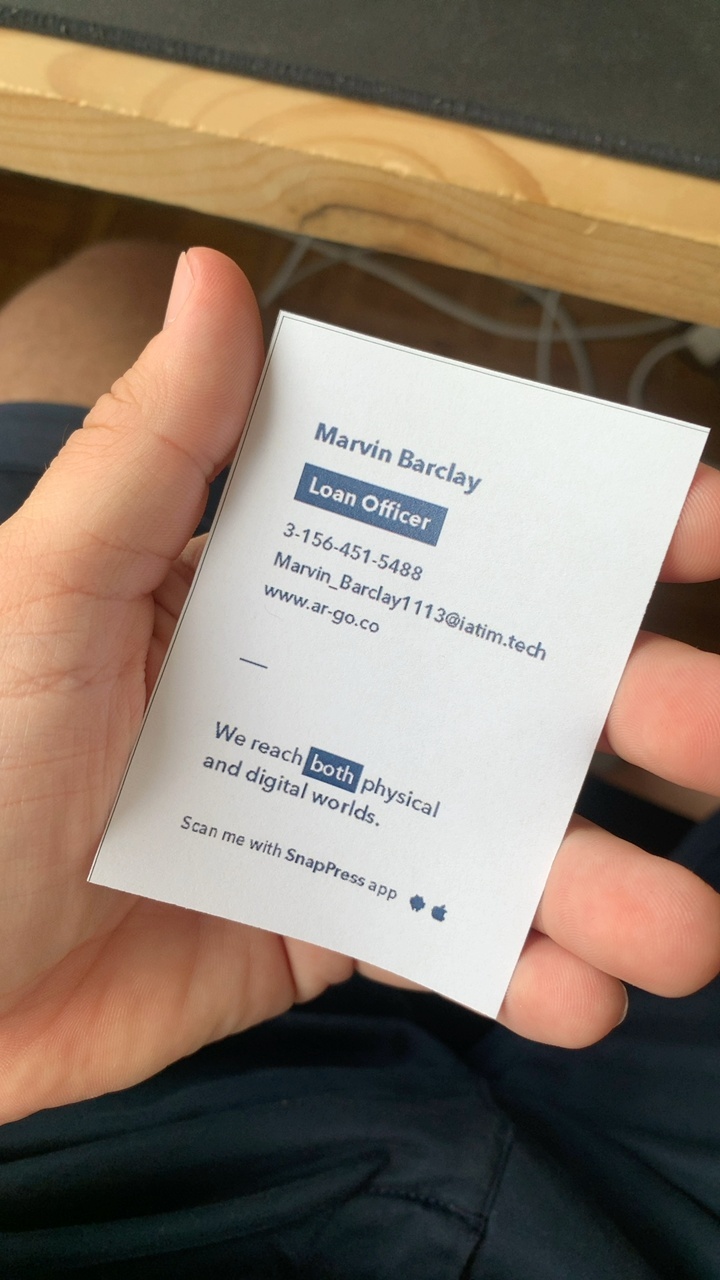 Marvin Barclay
Loan Officer
3-156-451-5488
Marvin_Barclay1113@iatim.tech
www.ar-go.co
We reach both physical
and digital worlds.
Scan me with SnapPress app